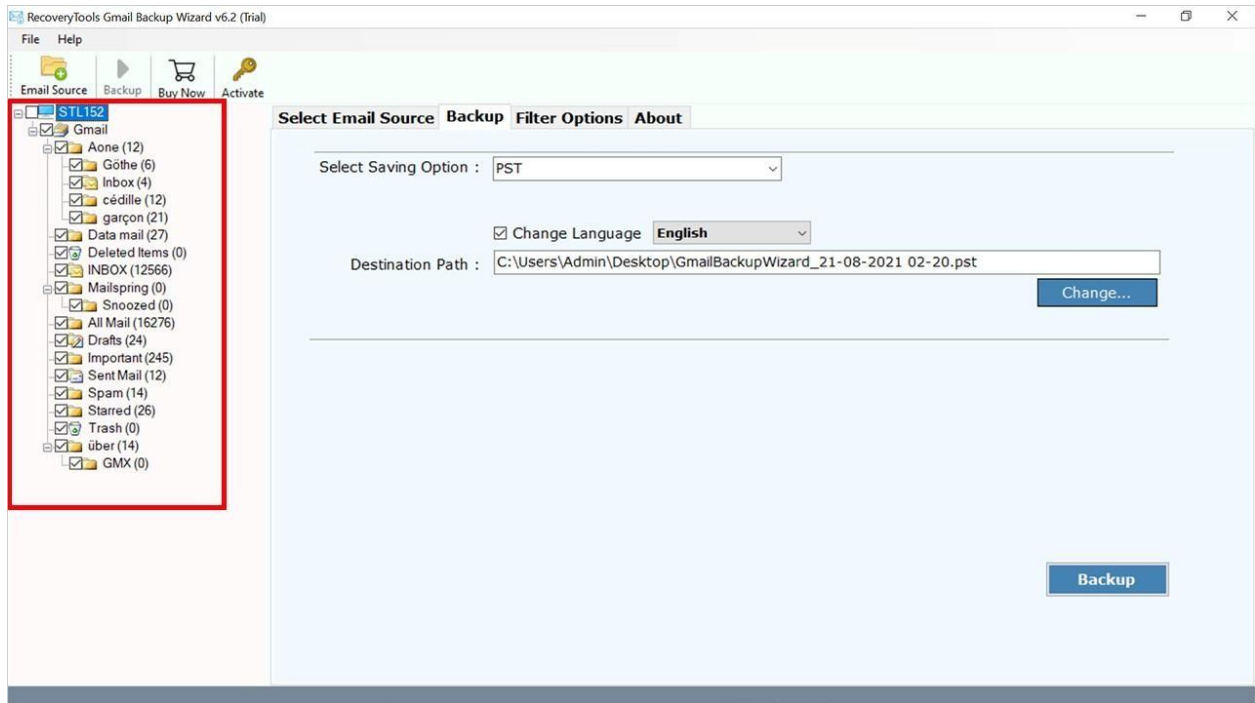 RecoveryTools Gmail Backup Wizard v6.2 (Trial)
File Help
Email Source Backup Buy Now Activate
STL152
Gmail
Aone (12)
Göthe (6)
Inbox (4)
cédille (12)
garçon (21)
Data mail (27)
Deleted Items (0)
INBOX (12566)
Mailspring (0)
Snoozed (0)
All Mail (16276)
Drafts (24)
Important (245)
Sent Mail (12)
Spam (14)
Starred (26)
Trash (0)
über (14)
GMX (0)
Select Email Source Backup Filter Options About
Select Saving Option : PST
Change Language English
Destination Path : C:\Users\Admin\Desktop\GmailBackupWizard_21-08-2021 02-20.pst
Change...
Backup